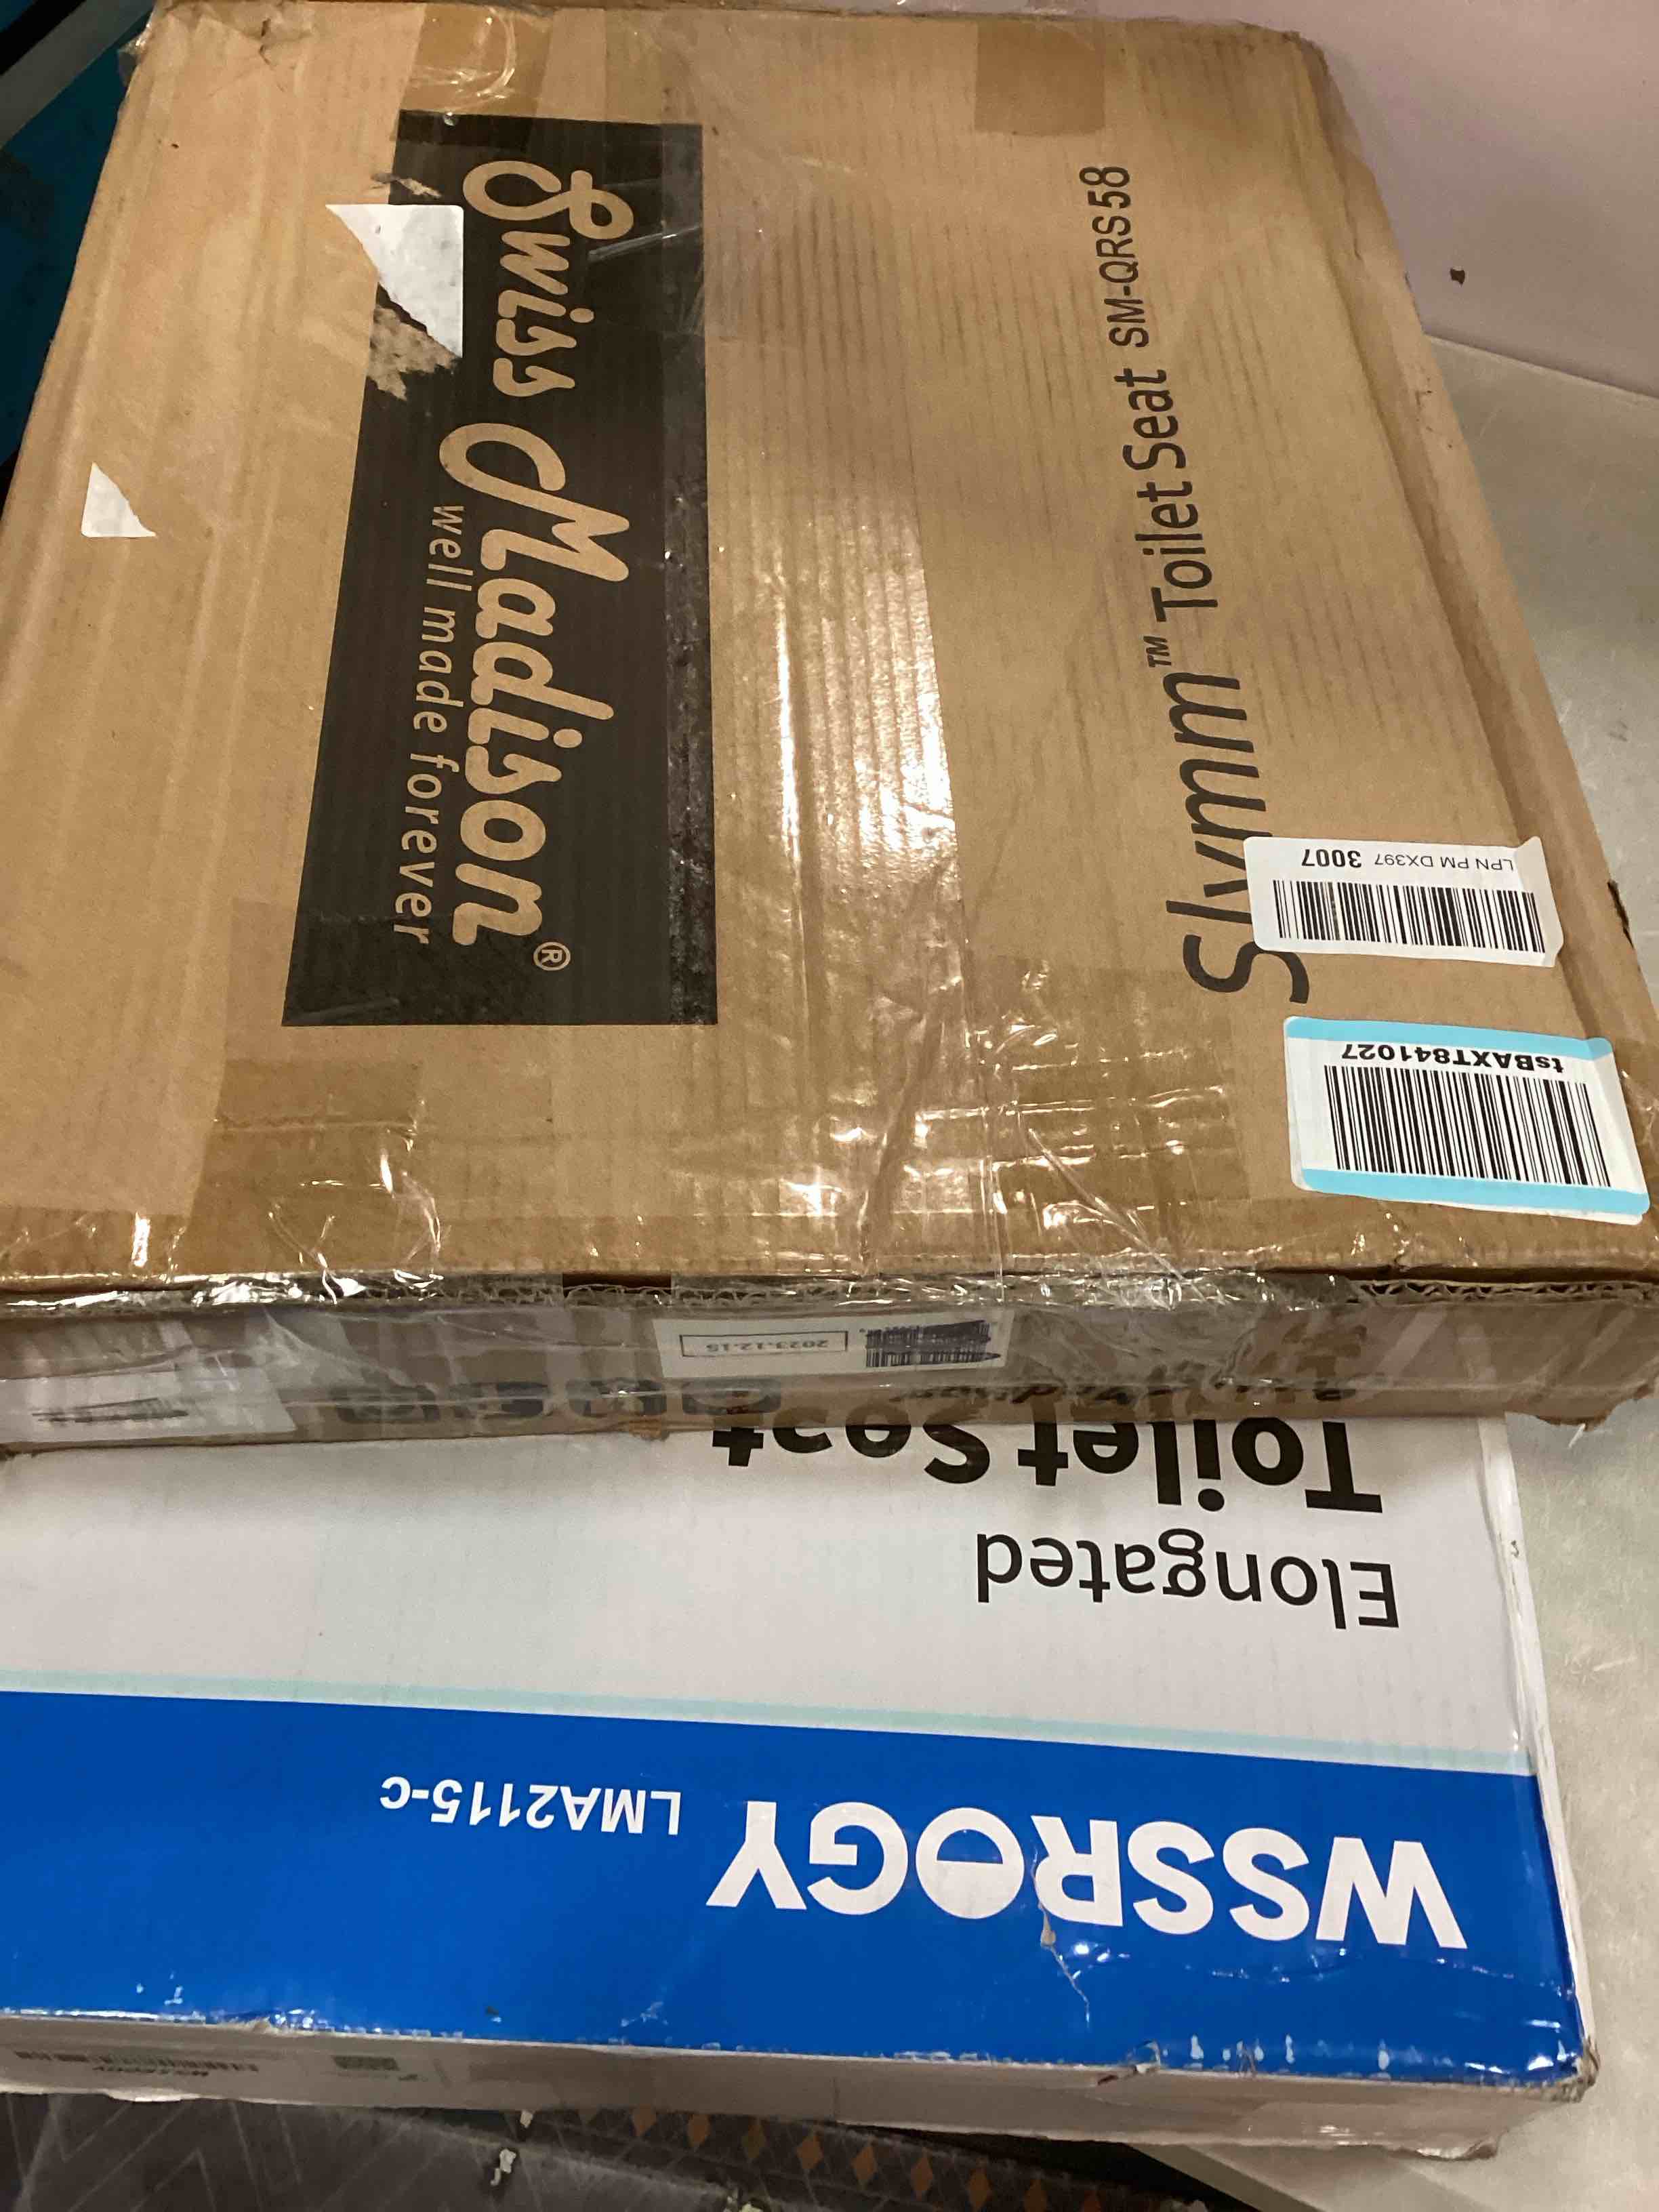 Swiss Madison®
well made forever
Slymm™ Toilet Seat SM-QRS58
LPN PM DX397 3007
tsBAXT841027
2023.12.15
Toilet Seat
Elongated
WSSROGY LMA2115-c